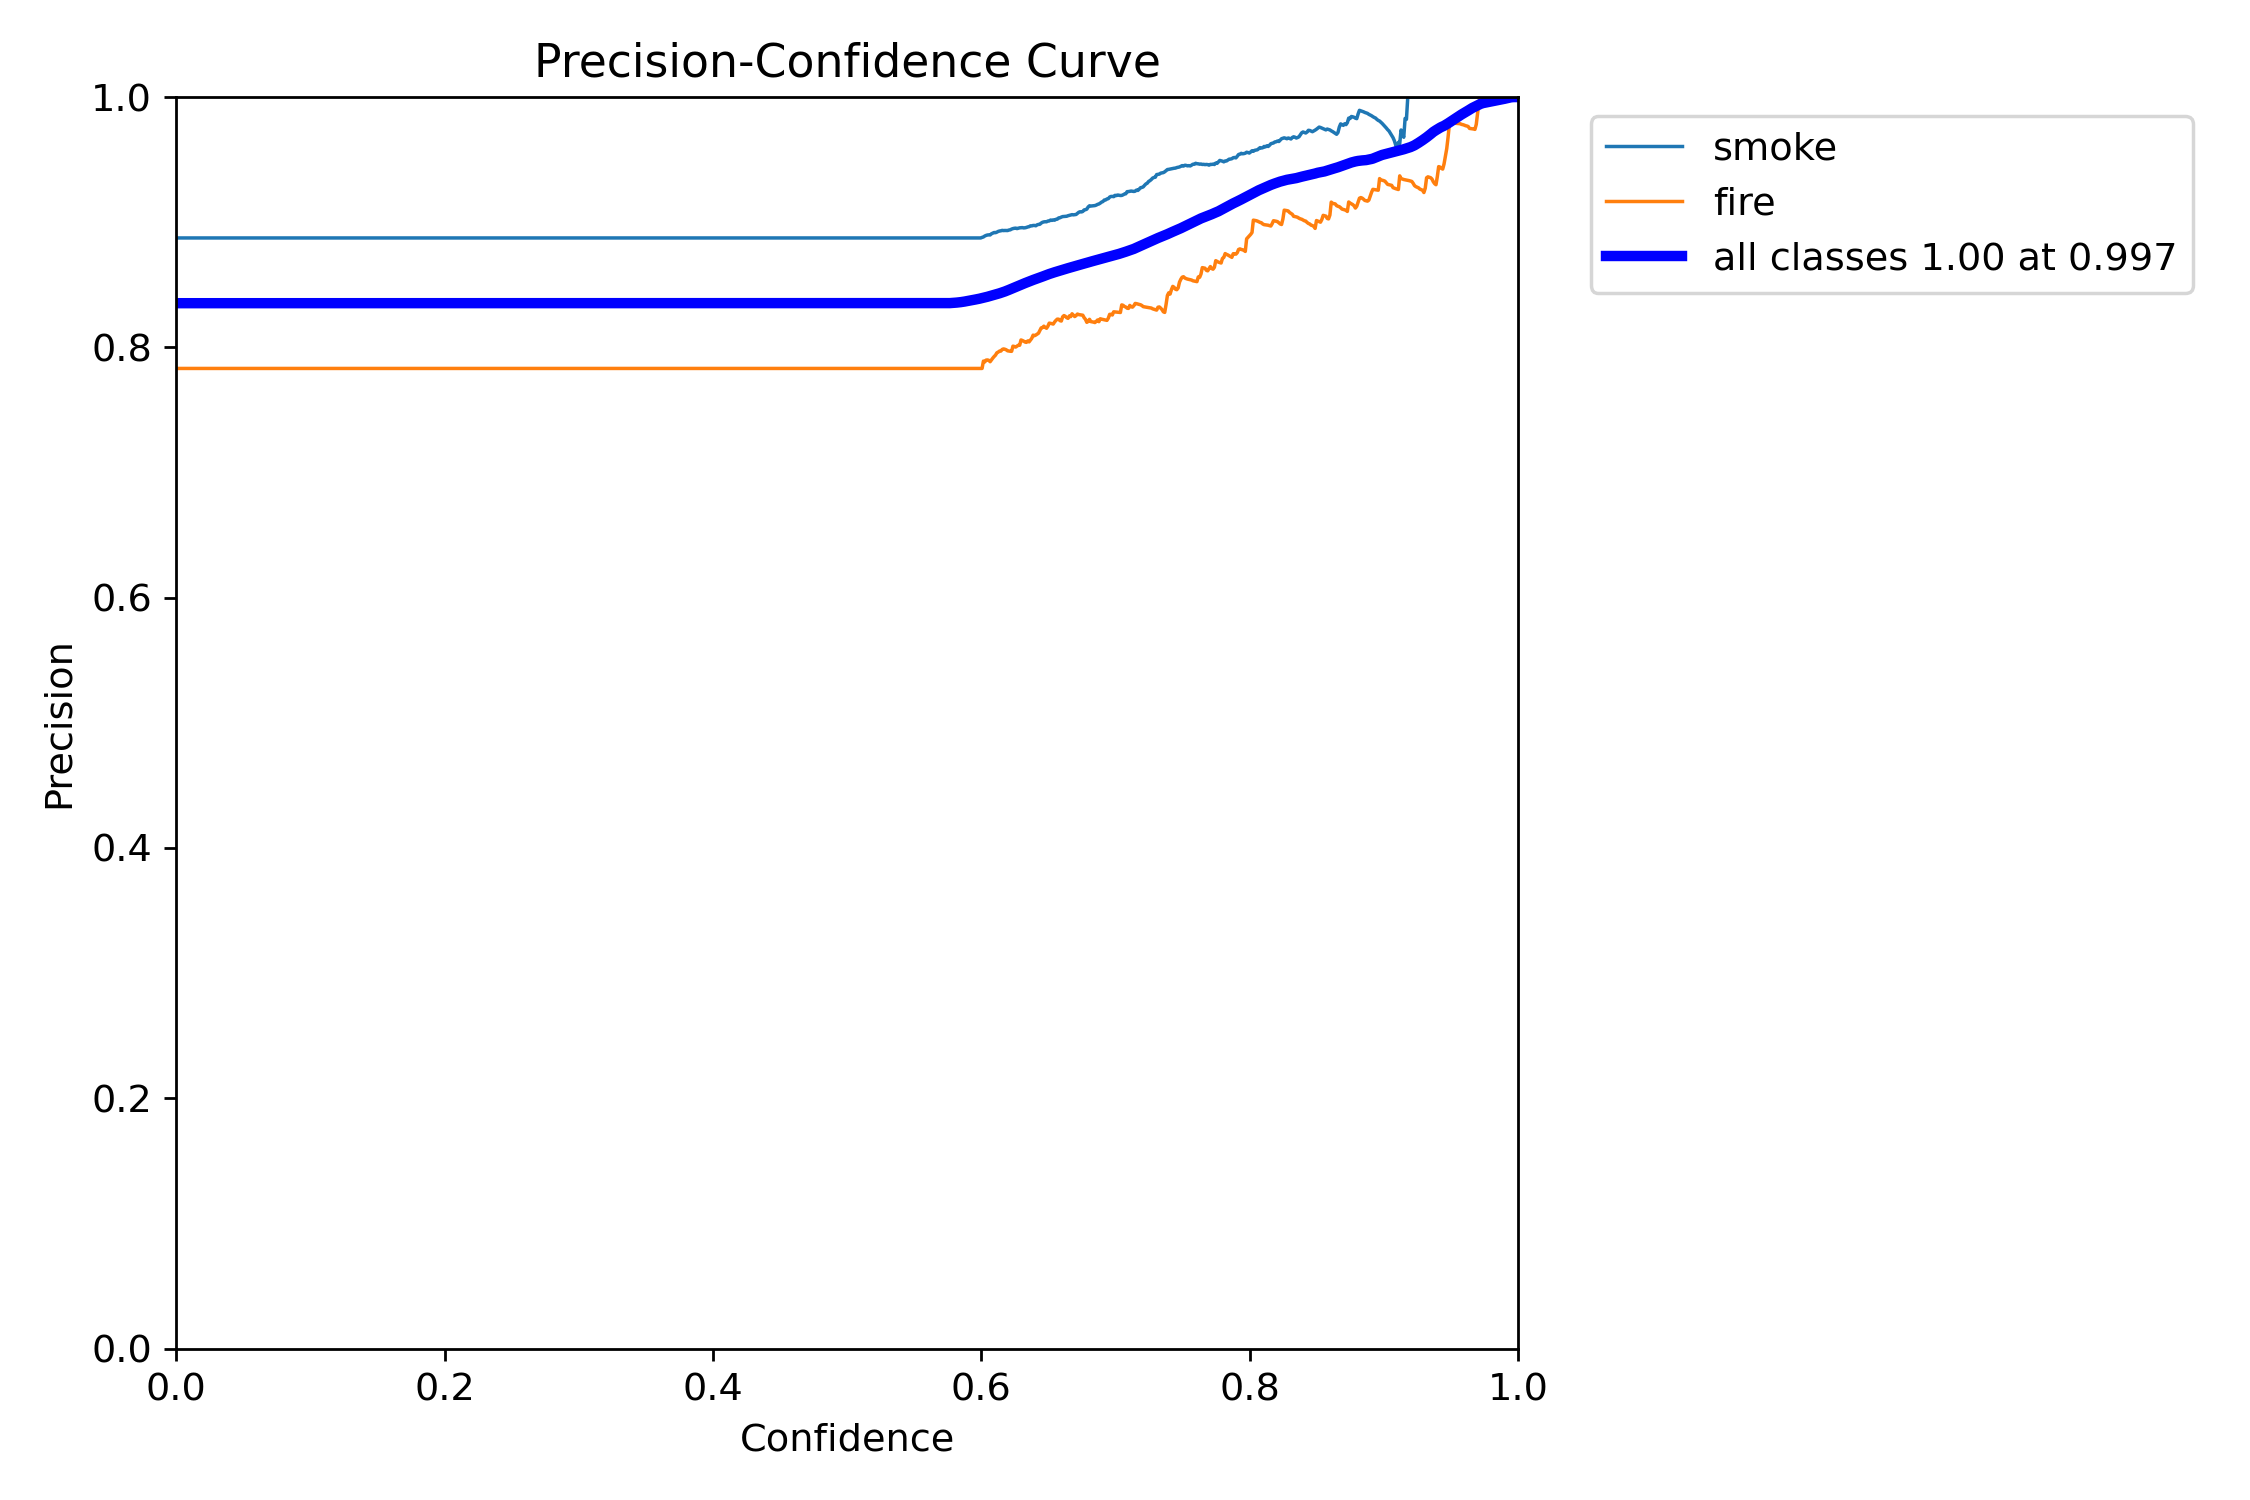 Precision-Confidence Curve
1.0
0.8
0.6
0.4
0.2
0.0
Precision
0.0 0.2 0.4 0.6 0.8 1.0
Confidence
smoke
fire
all classes 1.00 at 0.997